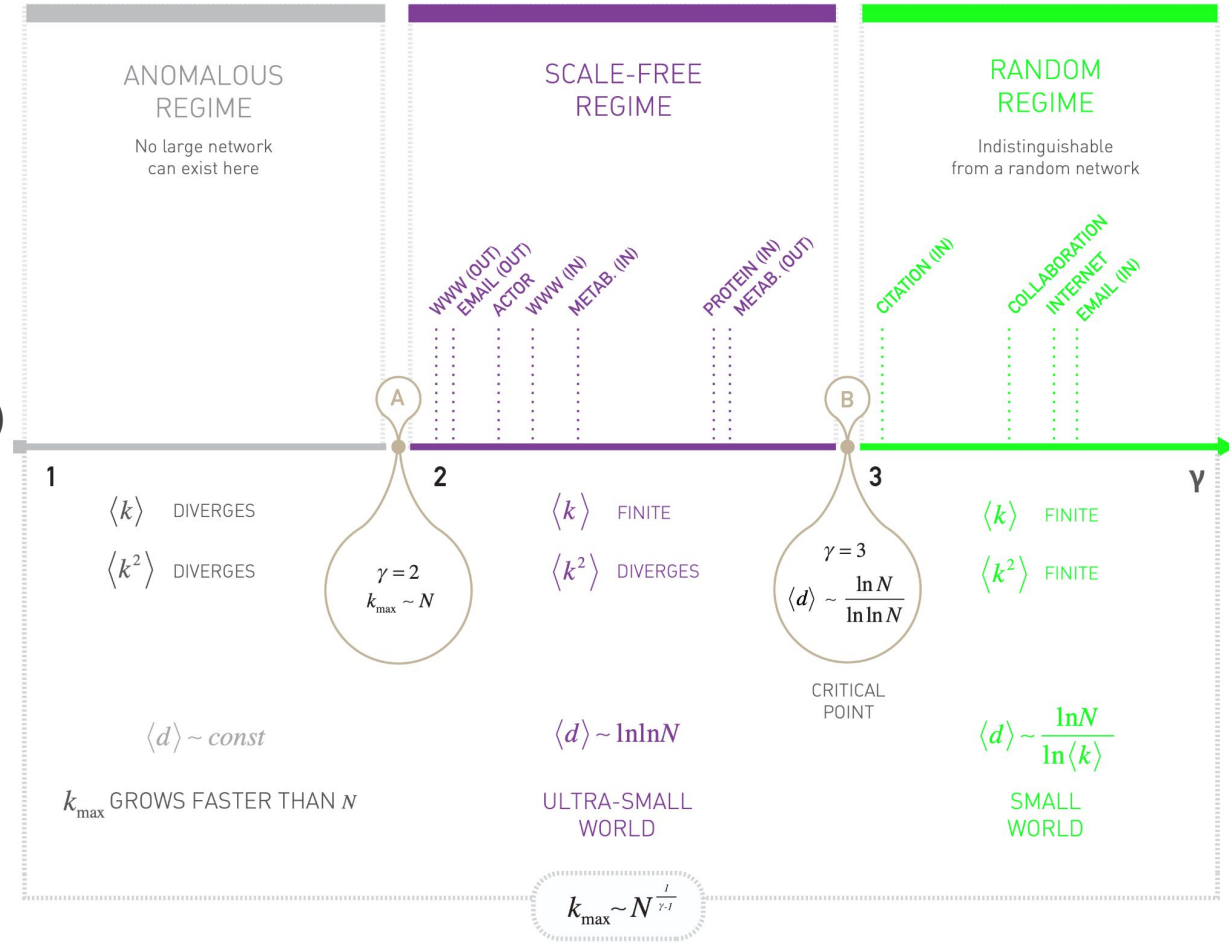 ANOMALOUS
REGIME
No large network
can exist here
SCALE-FREE
REGIME
RANDOM
REGIME
Indistinguishable
from a random network
WWW (OUT)
EMAIL (OUT)
ACTOR
WWW (IN)
METAB. (IN)
PROTEIN (IN)
METAB. (OUT)
CITATION (IN)
COLLABORATION
INTERNET
EMAIL (IN)
A
B
)
1
2
3
γ
⟨k⟩ DIVERGES
⟨k²⟩ DIVERGES
γ = 2
k_max ~ N
⟨k⟩ FINITE
⟨k²⟩ DIVERGES
γ = 3
⟨d⟩ ~ lnN / lnlnN
CRITICAL
POINT
⟨k⟩ FINITE
⟨k²⟩ FINITE
⟨d⟩ ~ const
k_max GROWS FASTER THAN N
⟨d⟩ ~ lnlnN
ULTRA-SMALL
WORLD
⟨d⟩ ~ lnN / ln⟨k⟩
SMALL
WORLD
k_max ~ N^(1/(γ-1))